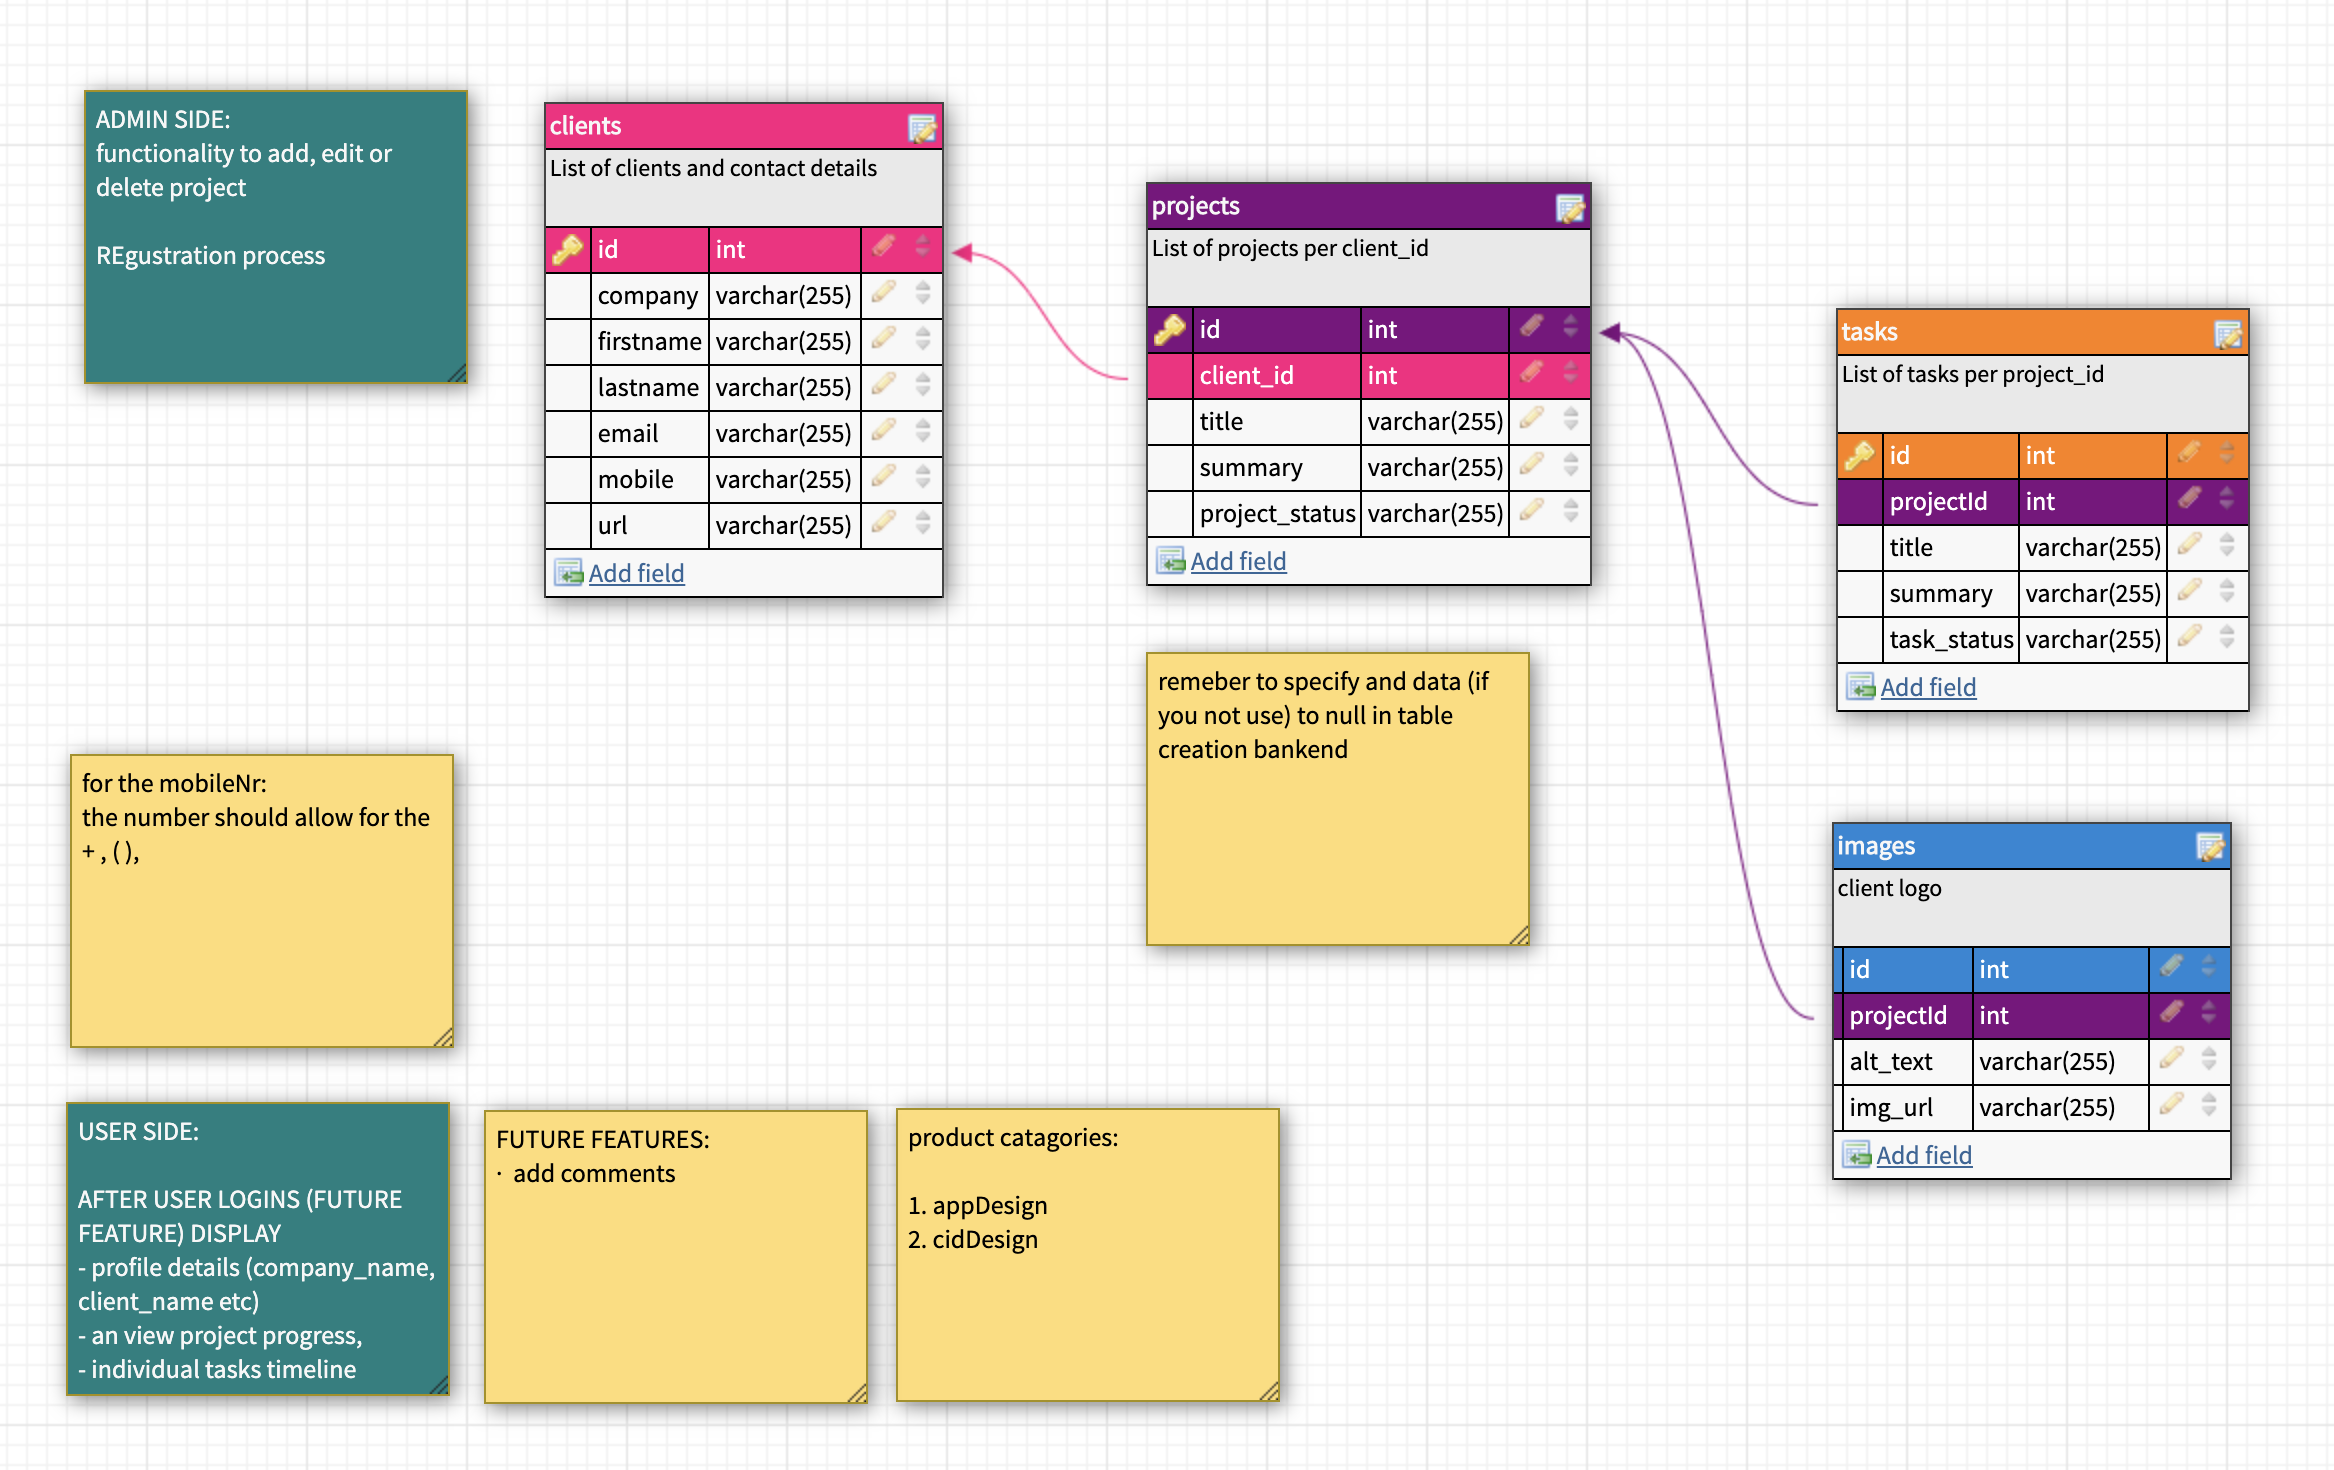 ADMIN SIDE:
functionality to add, edit or
delete project
REgustration process
clients
List of clients and contact details
id int
company varchar(255)
firstname varchar(255)
lastname varchar(255)
email varchar(255)
mobile varchar(255)
url varchar(255)
Add field
projects
List of projects per client_id
id int
client_id int
title varchar(255)
summary varchar(255)
project_status varchar(255)
Add field
tasks
List of tasks per project_id
id int
projectId int
title varchar(255)
summary varchar(255)
task_status varchar(255)
Add field
remeber to specify and data (if
you not use) to null in table
creation bankend
for the mobileNr:
the number should allow for the
+ , ( ),
images
client logo
id int
projectId int
alt_text varchar(255)
img_url varchar(255)
Add field
USER SIDE:
AFTER USER LOGINS (FUTURE
FEATURE) DISPLAY
- profile details (company_name,
client_name etc)
- an view project progress,
- individual tasks timeline
FUTURE FEATURES:
· add comments
product catagories:
1. appDesign
2. cidDesign